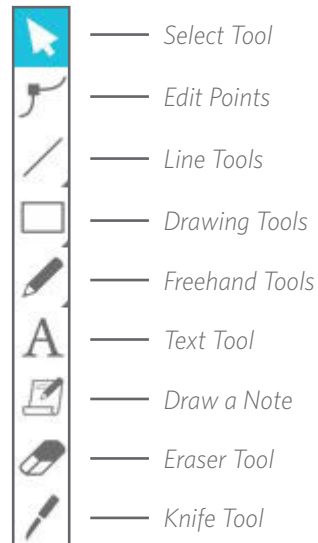 Select Tool
Edit Points
Line Tools
Drawing Tools
Freehand Tools
A Text Tool
Draw a Note
Eraser Tool
Knife Tool